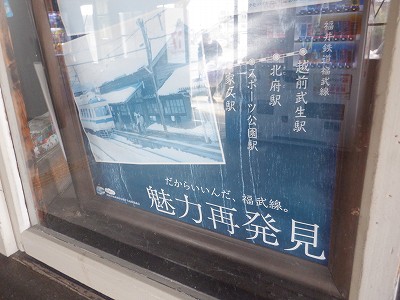 福井鉄道福武線
越前武生駅
北府駅
スポーツ公園駅
家久駅
だからいいんだ、福武線。
魅力再発見